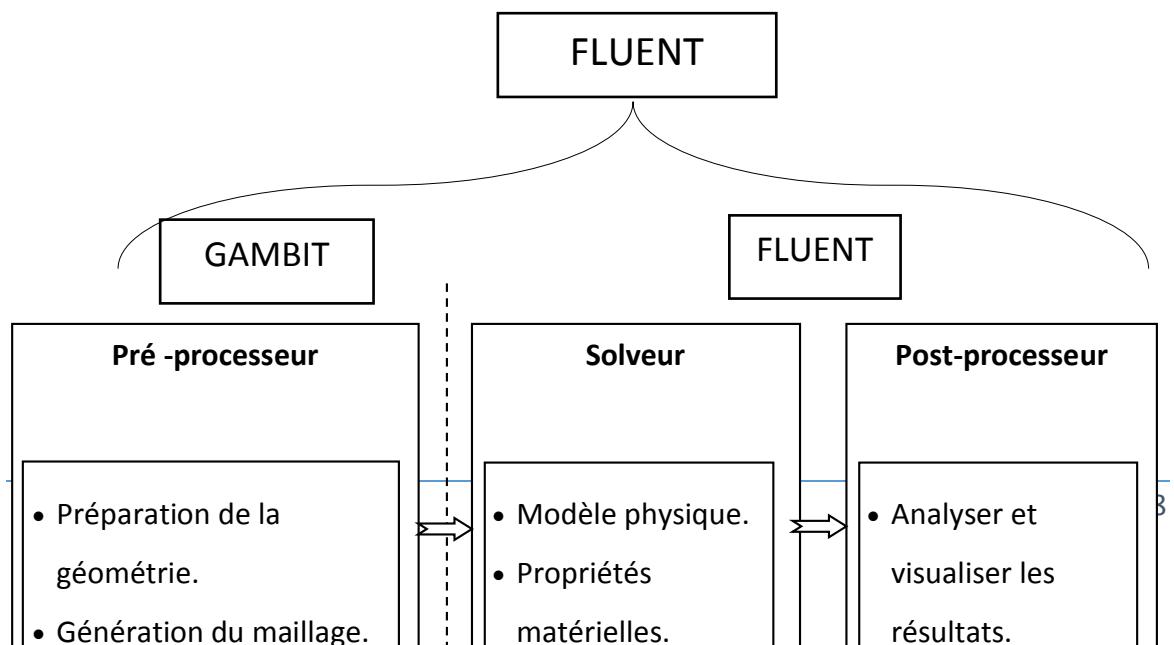 FLUENT
GAMBIT
FLUENT
Pré -processeur
• Préparation de la
géométrie.
• Génération du maillage.
Solveur
• Modèle physique.
• Propriétés
matérielles.
Post-processeur
• Analyser et
visualiser les
résultats.